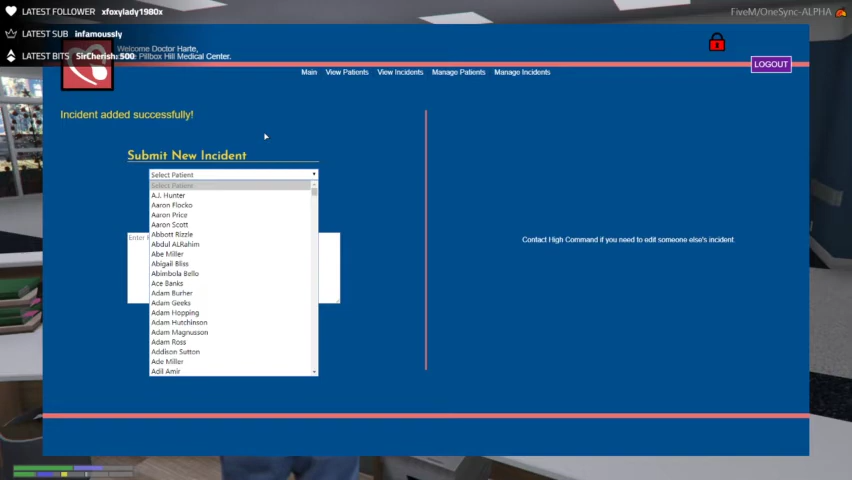 LATEST FOLLOWER xfoxylady1980x
FiveM/OneSync-ALPHA
LATEST SUB infamously
LATEST BITS SirCherish: 500
Welcome Doctor Harte,
Pillbox Hill Medical Center.
LOGOUT
Main View Patients View Incidents Manage Patients Manage Incidents
Incident added successfully!
Submit New Incident
Select Patient
Select Patient
A.J. Hunter
Aaron Flocko
Aaron Price
Aaron Scott
Abbott Rizzle
Enter
Abdul ALRahim
Contact High Command if you need to edit someone else's incident.
Abe Miller
Abigail Bliss
Abimbola Bello
Ace Banks
Adam Burher
Adam Geeks
Adam Hopping
Adam Hutchinson
Adam Magnusson
Adam Ross
Addison Sutton
Ade Miller
Adil Amir